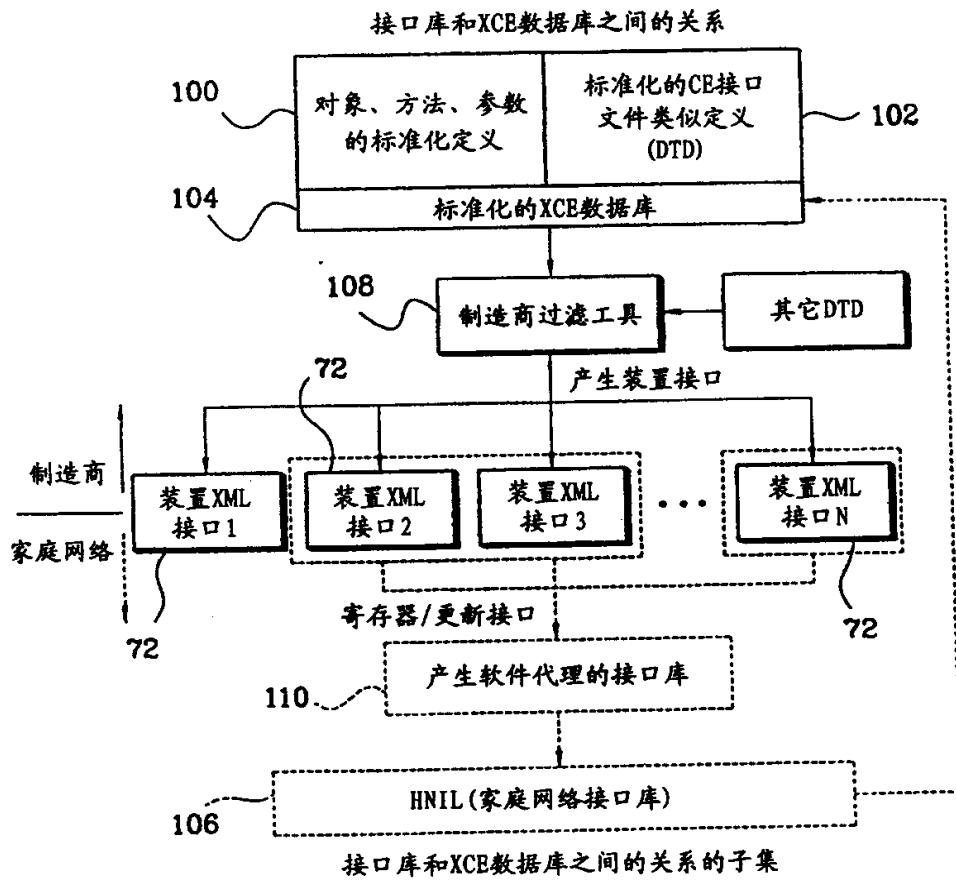 接口库和XCE数据库之间的关系
100
对象、方法、参数
的标准化定义
标准化的CE接口
文件类似定义
(DTD)
102
104
标准化的XCE数据库
108
制造商过滤工具
其它DTD
72
产生装置接口
制造商
家庭网络
装置XML
接口1
装置XML
接口2
装置XML
接口3
装置XML
接口N
72
寄存器/更新接口
72
110
产生软件代理的接口库
106
HNIL(家庭网络接口库)
接口库和XCE数据库之间的关系的子集